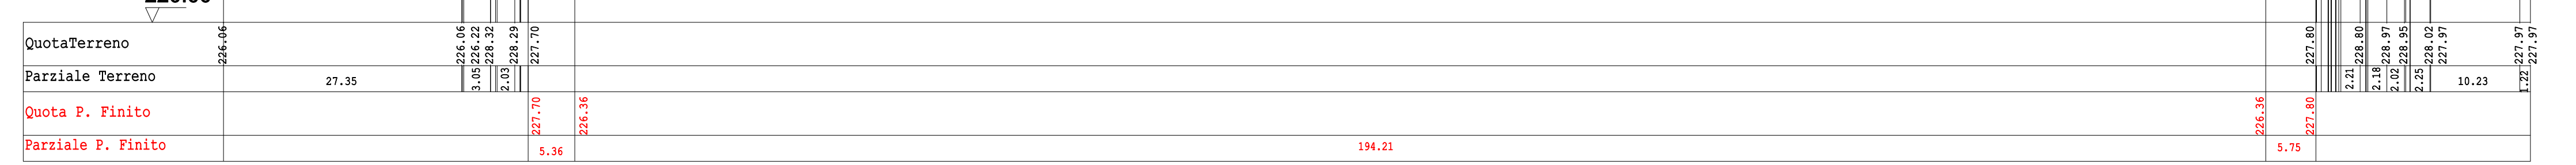 QuotaTerreno 226.06 226.06 226.22 228.32 228.29 227.70 227.80 228.80 228.97 228.95 228.02 227.97 227.97 227.97
Parziale Terreno 27.35 3.05 2.03 2.21 2.18 2.02 2.25 10.23 1.22
Quota P. Finito 227.70 226.36 226.36 227.80
Parziale P. Finito 5.36 194.21 5.75